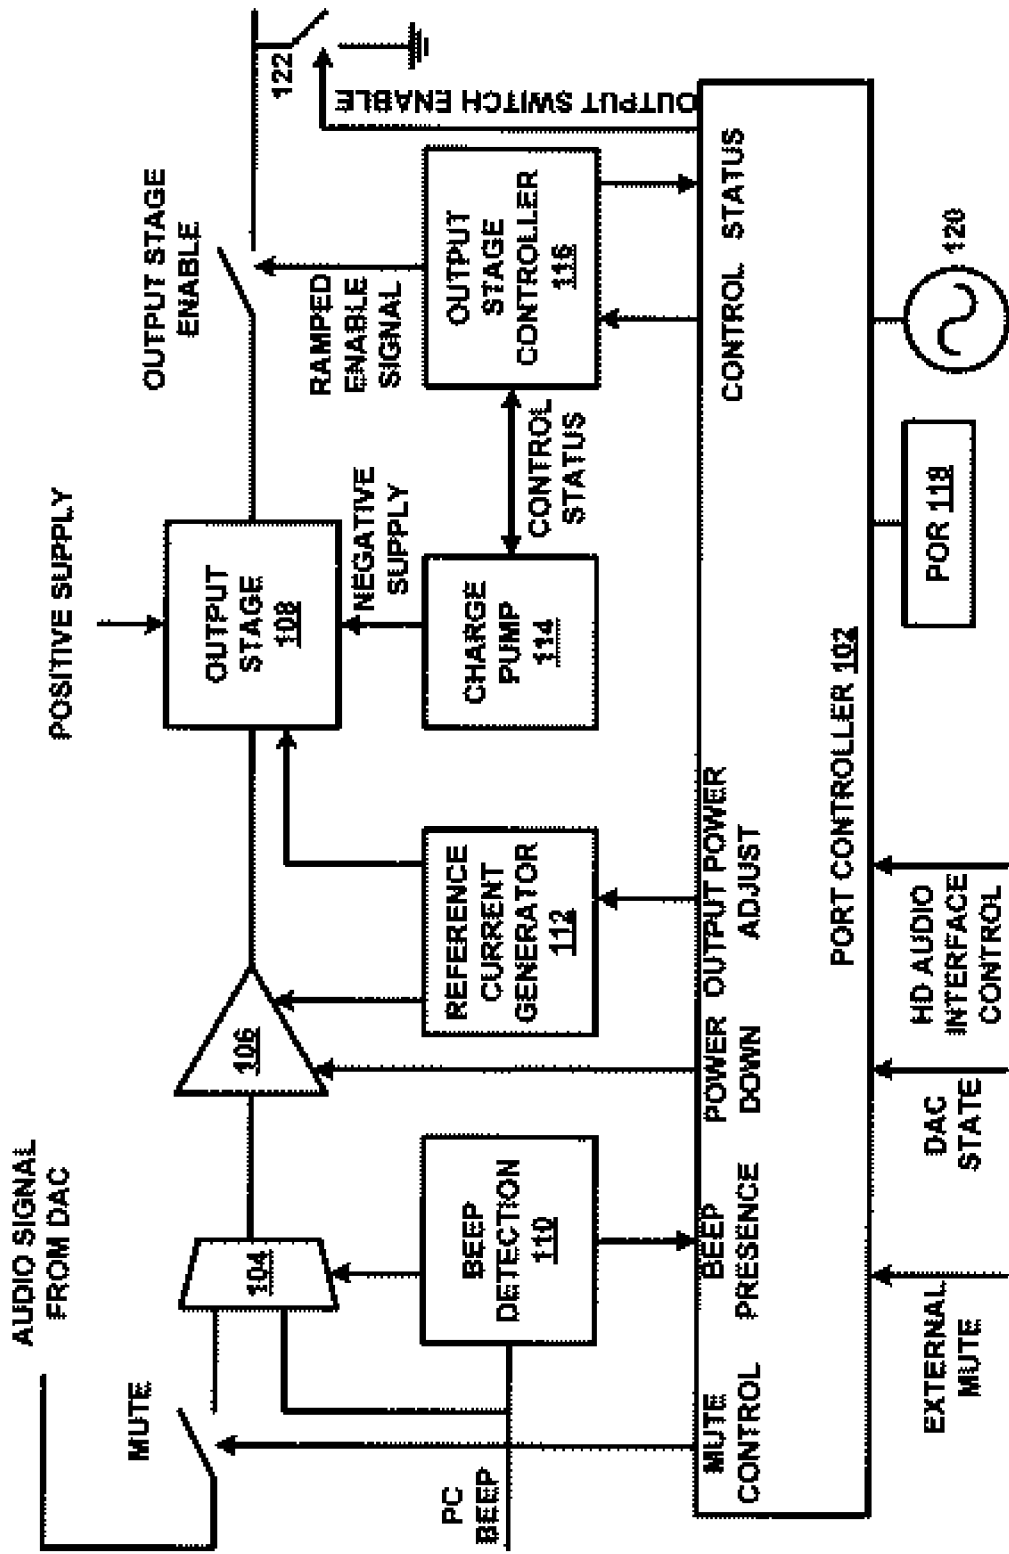 AUDIO SIGNAL
FROM DAC
MUTE
104
106
POSITIVE SUPPLY
OUTPUT
STAGE
108
OUTPUT STAGE
ENABLE
122
PC
BEEP
BEEP
DETECTION
110
REFERENCE
CURRENT
GENERATOR
112
NEGATIVE
SUPPLY
CHARGE
PUMP
114
CONTROL
STATUS
RAMPED
ENABLE
SIGNAL
OUTPUT
STAGE
CONTROLLER
116
OUTPUT SWITCH ENABLE
MUTE
CONTROL
BEEP
PRESENCE
POWER
DOWN
OUTPUT POWER
ADJUST
CONTROL STATUS
PORT CONTROLLER 102
EXTERNAL
MUTE
DAC
STATE
HD AUDIO
INTERFACE
CONTROL
POR 118
120